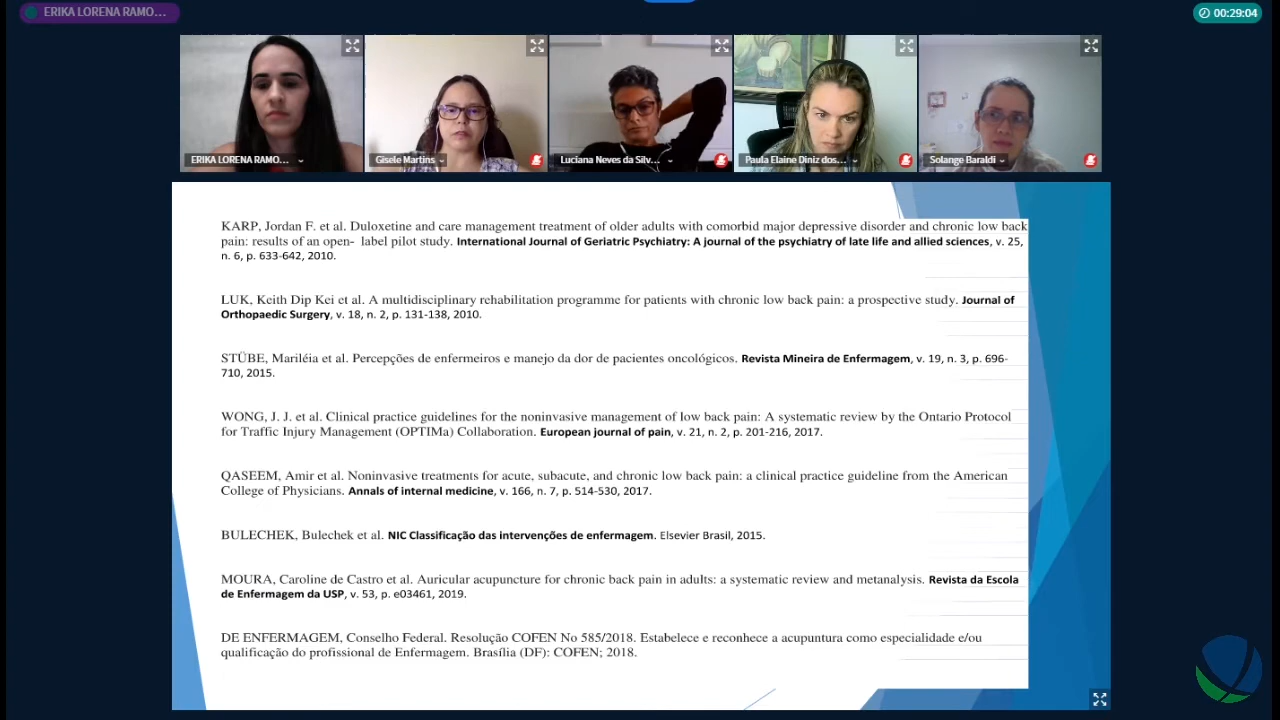 ERIKA LORENA RAMO...
00:29:04
ERIKA LORENA RAMO...
Gisele Martins
Luciana Neves da Silv...
Paula Elaine Diniz dos...
Solange Baraldi
KARP, Jordan F. et al. Duloxetine and care management treatment of older adults with comorbid major depressive disorder and chronic low back
pain: results of an open- label pilot study. International Journal of Geriatric Psychiatry: A journal of the psychiatry of late life and allied sciences, v. 25,
n. 6, p. 633-642, 2010.
LUK, Keith Dip Kei et al. A multidisciplinary rehabilitation programme for patients with chronic low back pain: a prospective study. Journal of
Orthopaedic Surgery, v. 18, n. 2, p. 131-138, 2010.
STÜBE, Mariléia et al. Percepções de enfermeiros e manejo da dor de pacientes oncológicos. Revista Mineira de Enfermagem, v. 19, n. 3, p. 696-
710, 2015.
WONG, J. J. et al. Clinical practice guidelines for the noninvasive management of low back pain: A systematic review by the Ontario Protocol
for Traffic Injury Management (OPTIMa) Collaboration. European journal of pain, v. 21, n. 2, p. 201-216, 2017.
QASEEM, Amir et al. Noninvasive treatments for acute, subacute, and chronic low back pain: a clinical practice guideline from the American
College of Physicians. Annals of internal medicine, v. 166, n. 7, p. 514-530, 2017.
BULECHEK, Bulechek et al. NIC Classificação das intervenções de enfermagem. Elsevier Brasil, 2015.
MOURA, Caroline de Castro et al. Auricular acupuncture for chronic back pain in adults: a systematic review and metanalysis. Revista da Escola
de Enfermagem da USP, v. 53, p. e03461, 2019.
DE ENFERMAGEM, Conselho Federal. Resolução COFEN No 585/2018. Estabelece e reconhece a acupuntura como especialidade e/ou
qualificação do profissional de Enfermagem. Brasília (DF): COFEN; 2018.